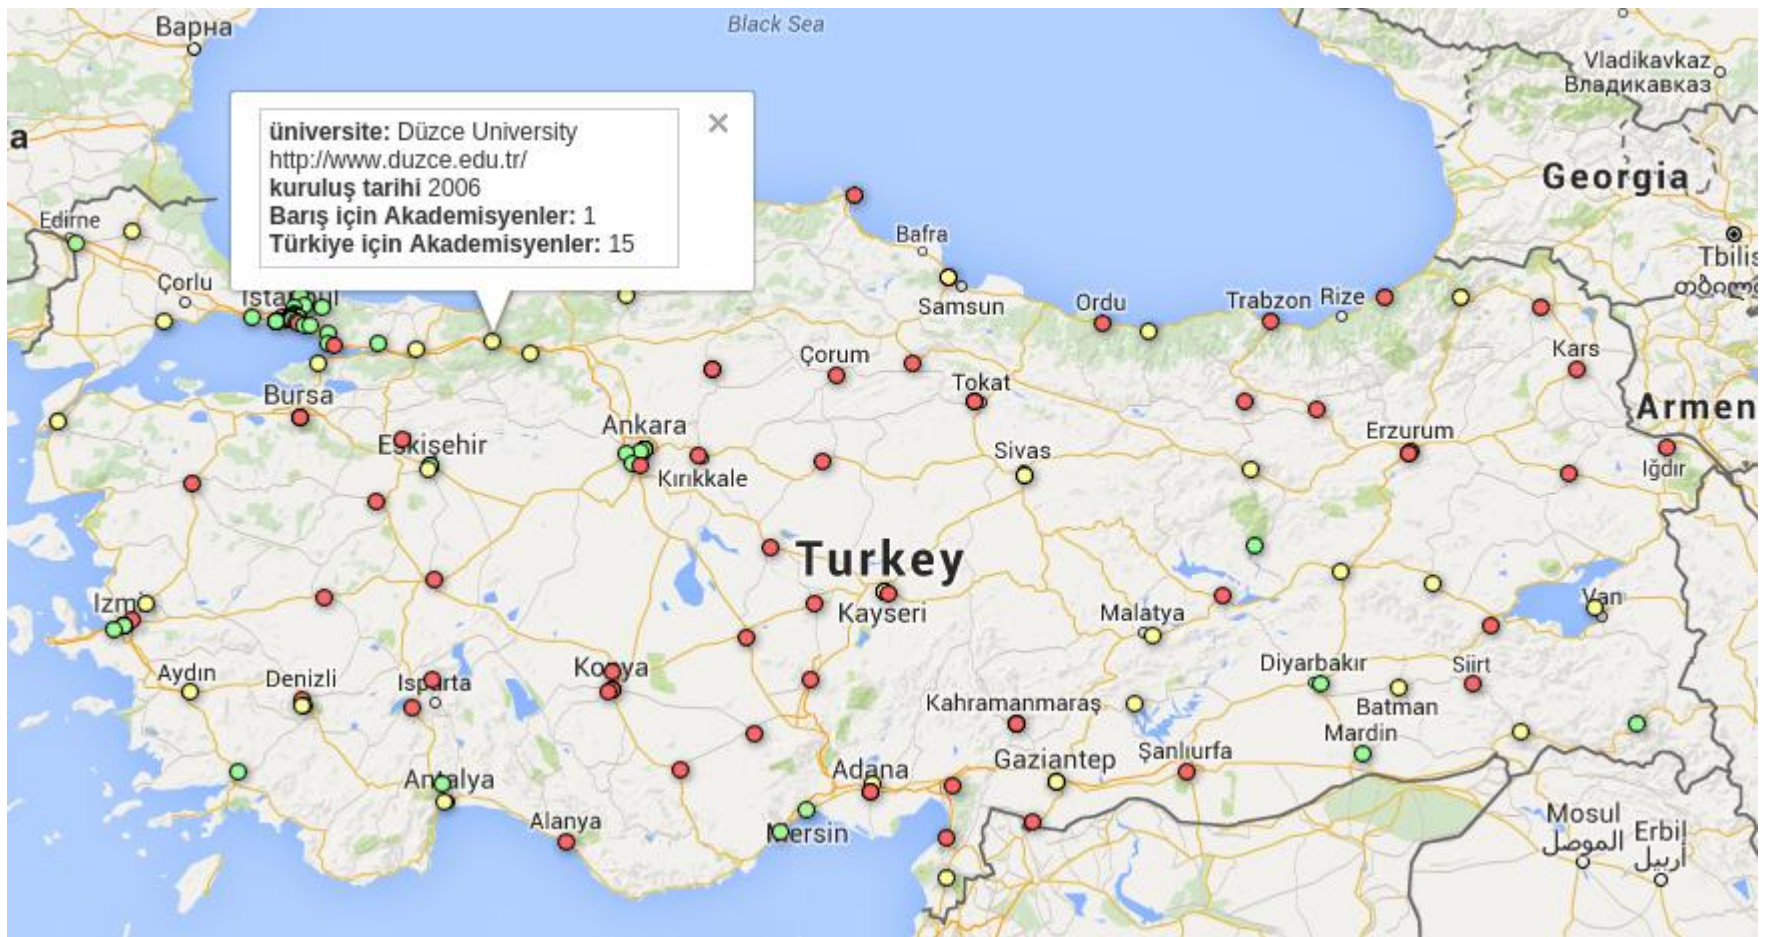 Black Sea
Варна
Vladikavkaz
Владикавказ
üniversite: Düzce University
http://www.duzce.edu.tr/
kuruluş tarihi 2006
Barış için Akademisyenler: 1
Türkiye için Akademisyenler: 15
×
a
Georgia
Edirne
Bafra
Tbilis
Çorlu
Istanbul
Samsun
Ordu
Trabzon
Rize
Çorum
Kars
Tokat
Bursa
Armen
Ankara
Erzurum
Eskişehir
Sivas
Iğdır
Kırıkkale
Turkey
Izmi
Kayseri
Malatya
Van
Aydın
Denizli
Isparta
Konya
Diyarbakır
Siirt
Kahramanmaraş
Batman
Mardin
Gaziantep
Şanlıurfa
Antalya
Adana
Alanya
Mersin
Mosul
الموصل
Erbil
أربيل